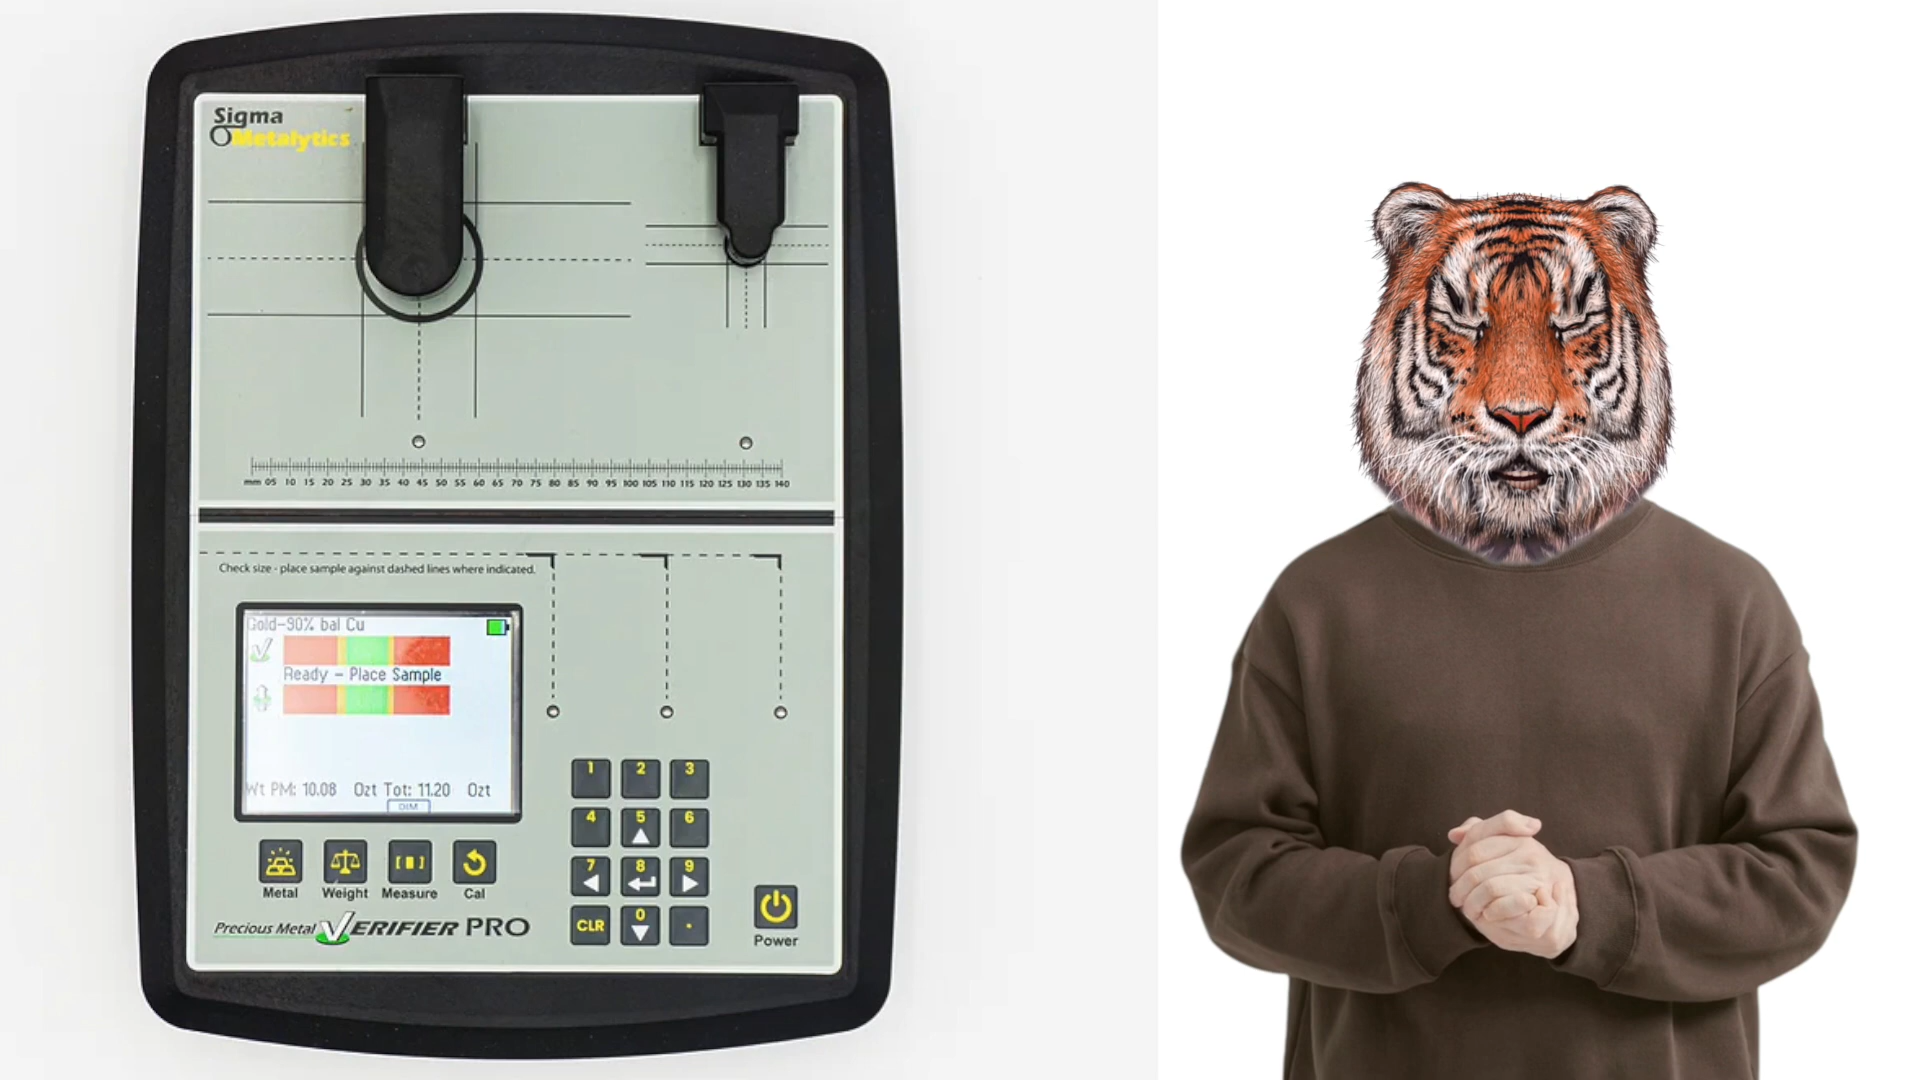 Sigma
Metalytics
mm 05 10 15 20 25 30 35 40 45 50 55 60 65 70 75 80 85 90 95 100 105 110 115 120 125 130 135 140
Check size - place sample against dashed lines where indicated.
Gold-90% bal Cu
Ready - Place Sample
Wt PM: 10.08 Ozt Tot: 11.20 Ozt
DIM
1 2 3
4 5 6
7 8 9
CLR 0 .
Metal Weight Measure Cal
Precious Metal VERIFIER PRO
Power